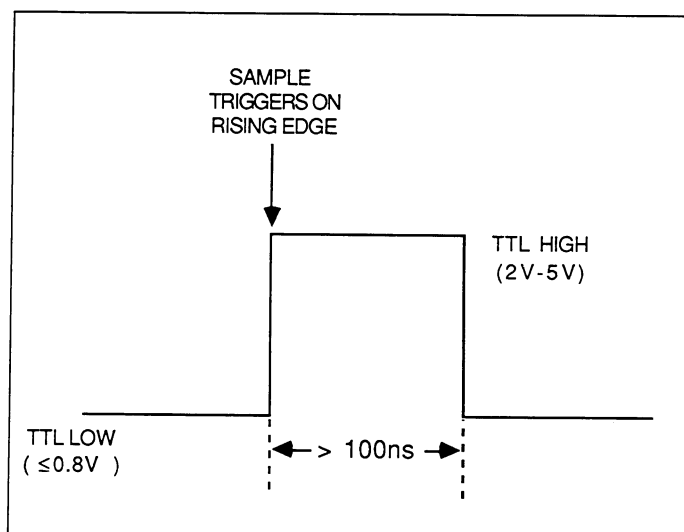 SAMPLE
TRIGGERS ON
RISING EDGE
TTL HIGH
(2V-5V)
TTL LOW
( ≤0.8V )
> 100ns